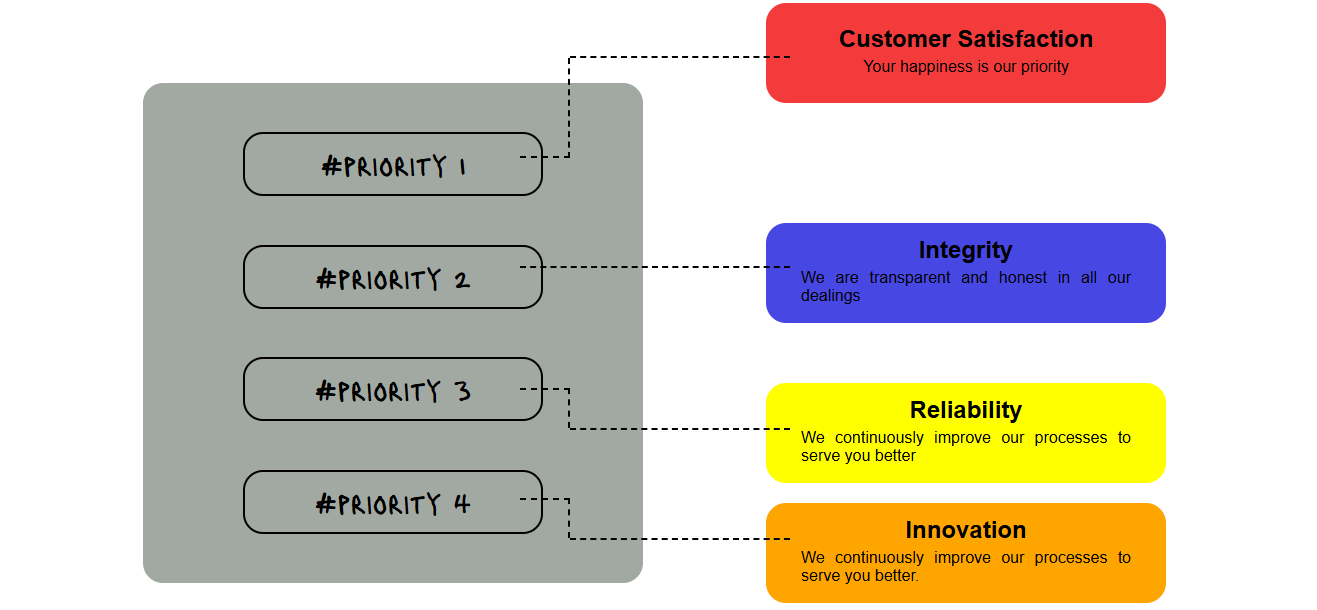 #PRIORITY 1
Customer Satisfaction
Your happiness is our priority
#PRIORITY 2
Integrity
We are transparent and honest in all our
dealings
#PRIORITY 3
Reliability
We continuously improve our processes to
serve you better
#PRIORITY 4
Innovation
We continuously improve our processes to
serve you better.